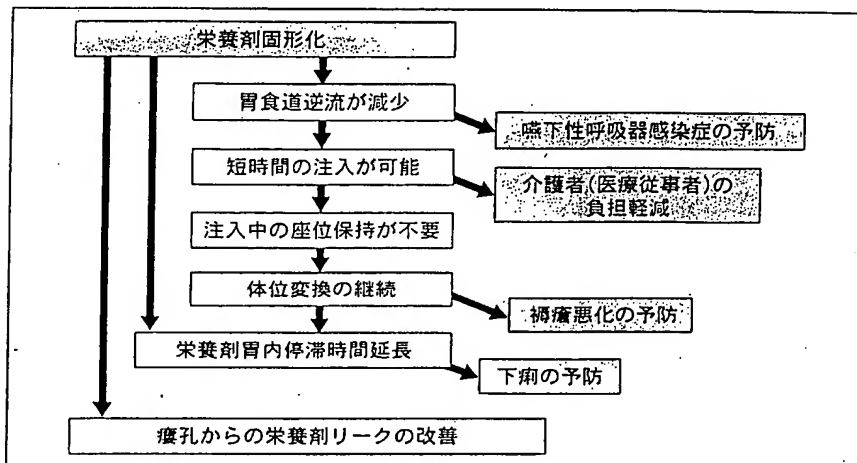 栄養剤固形化
胃食道逆流が減少
嚥下性呼吸器感染症の予防
短時間の注入が可能
介護者(医療従事者)の
負担軽減
注入中の座位保持が不要
体位変換の継続
褥瘡悪化の予防
栄養剤胃内停滞時間延長
下痢の予防
瘻孔からの栄養剤リークの改善